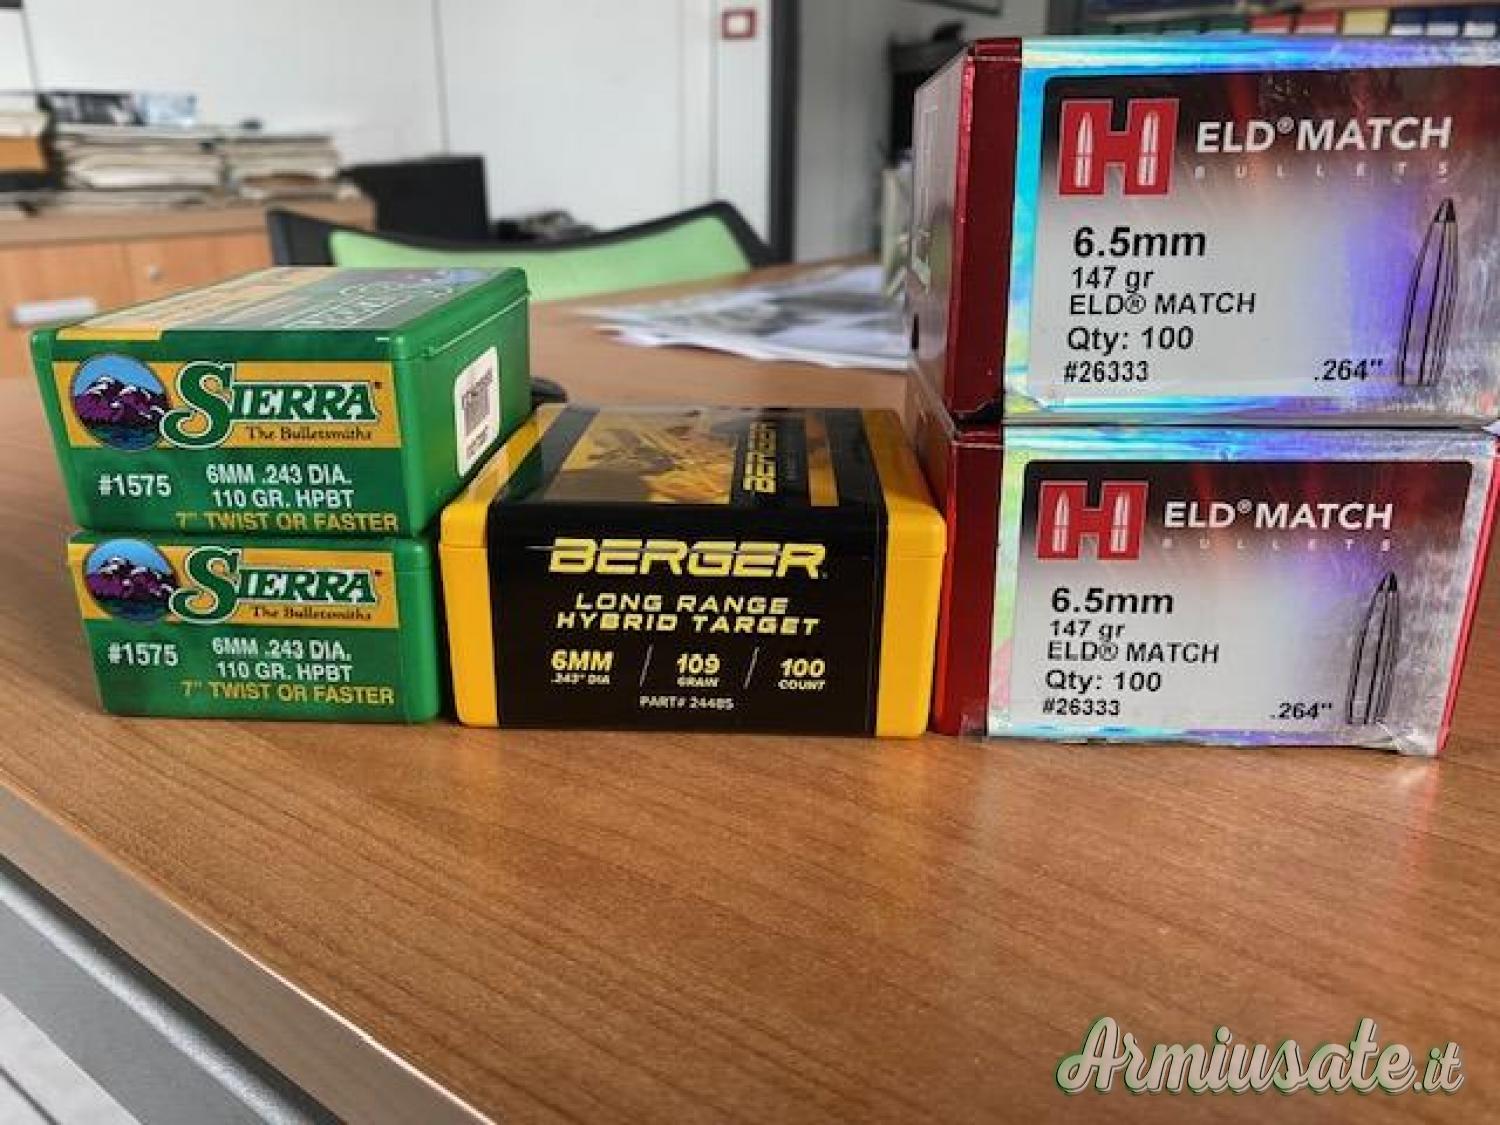 SIERRA®
The Bulletsmiths
#1575
6MM .243 DIA.
110 GR. HPBT
7" TWIST OR FASTER
SIERRA®
The Bulletsmiths
#1575
6MM .243 DIA.
110 GR. HPBT
7" TWIST OR FASTER
BERGER
BERGER
LONG RANGE
HYBRID TARGET
6MM / 109 / 100
.243" DIA GRAIN COUNT
PART# 24485
H ELD® MATCH
BULLETS
6.5mm
147 gr
ELD® MATCH
Qty: 100
#26333 .264"
H ELD® MATCH
BULLETS
6.5mm
147 gr
ELD® MATCH
Qty: 100
#26333 .264"
Armiusate.it